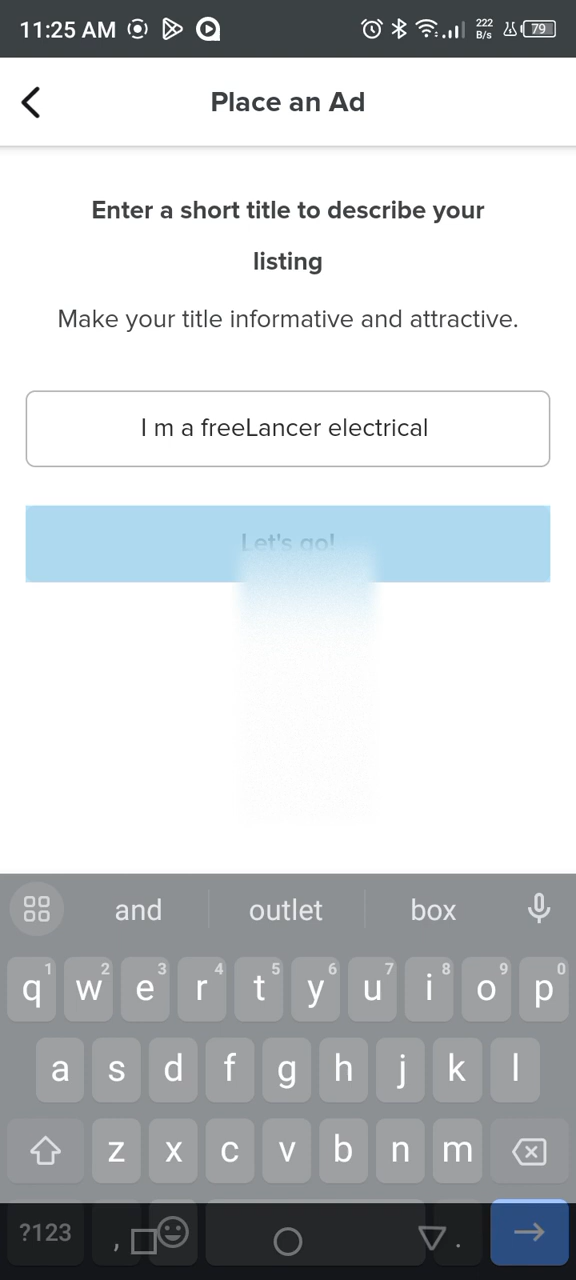 11:25 AM 222 B/s 79
Place an Ad
Enter a short title to describe your
listing
Make your title informative and attractive.
I m a freeLancer electrical
Let's go!
and outlet box
q 1 w 2 e 3 r 4 t 5 y 6 u 7 i 8 o 9 p 0
a s d f g h j k l
z x c v b n m
?123 , .